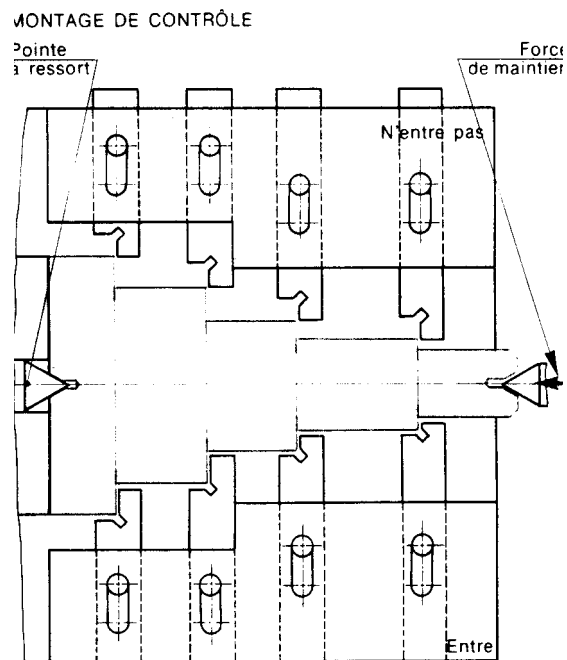 MONTAGE DE CONTRÔLE
Pointe
à ressort
Force
de maintien
N'entre pas
Entre